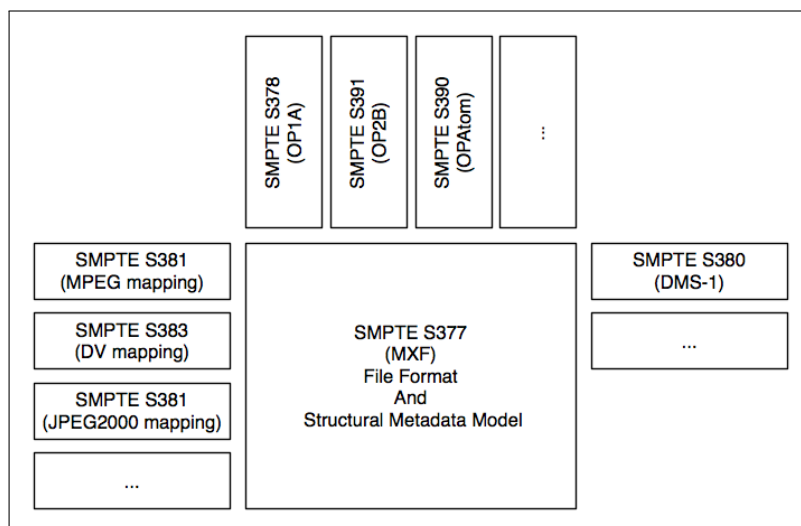 SMPTE S378
(OP1A)
SMPTE S391
(OP2B)
SMPTE S390
(OPAtom)
...
SMPTE S381
(MPEG mapping)
SMPTE S383
(DV mapping)
SMPTE S381
(JPEG2000 mapping)
...
SMPTE S377
(MXF)
File Format
And
Structural Metadata Model
SMPTE S380
(DMS-1)
...